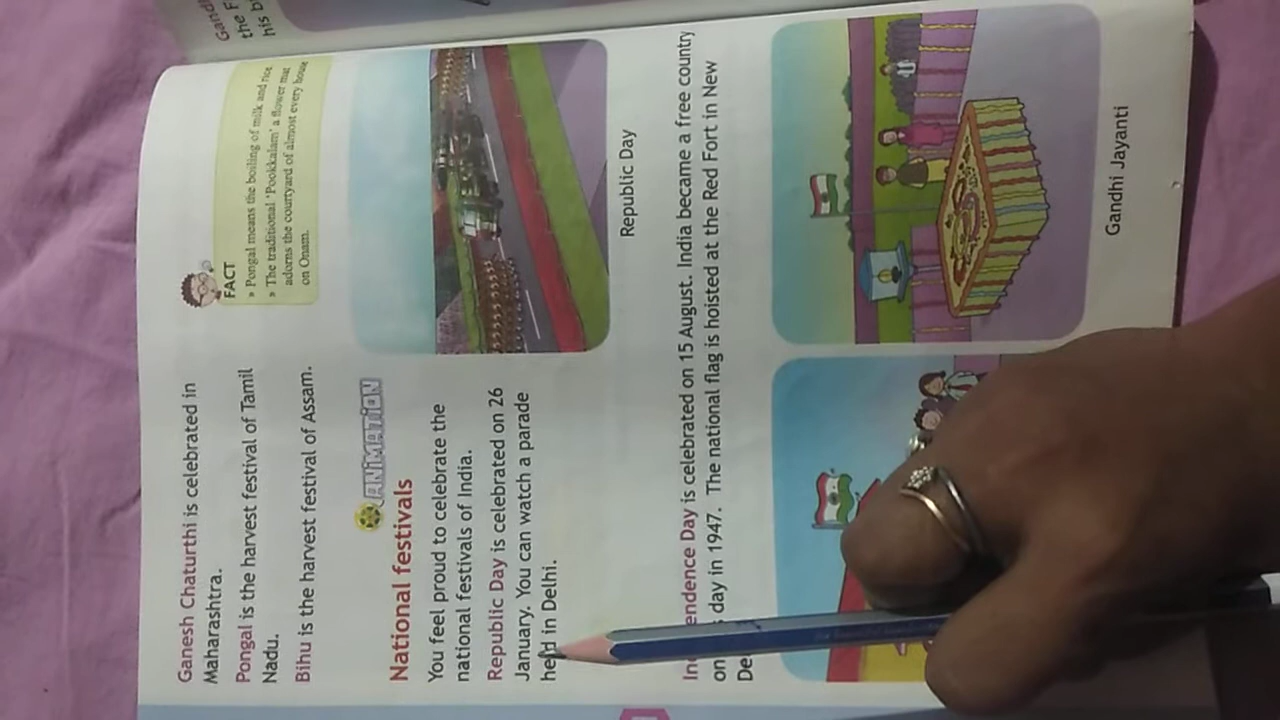 Ganesh Chaturthi is celebrated in
Maharashtra.
Pongal is the harvest festival of Tamil
Nadu.
Bihu is the harvest festival of Assam.
FACT
» Pongal means the boiling of milk and rice
» The traditional 'Pookkalam' a flower mat
adorns the courtyard of almost every house
on Onam.
ANiMATiON
National festivals
You feel proud to celebrate the
national festivals of India.
Republic Day is celebrated on 26
January. You can watch a parade
held in Delhi.
Republic Day
Independence Day is celebrated on 15 August. India became a free country
on day in 1947. The national flag is hoisted at the Red Fort in New
Gandhi Jayanti
the
his